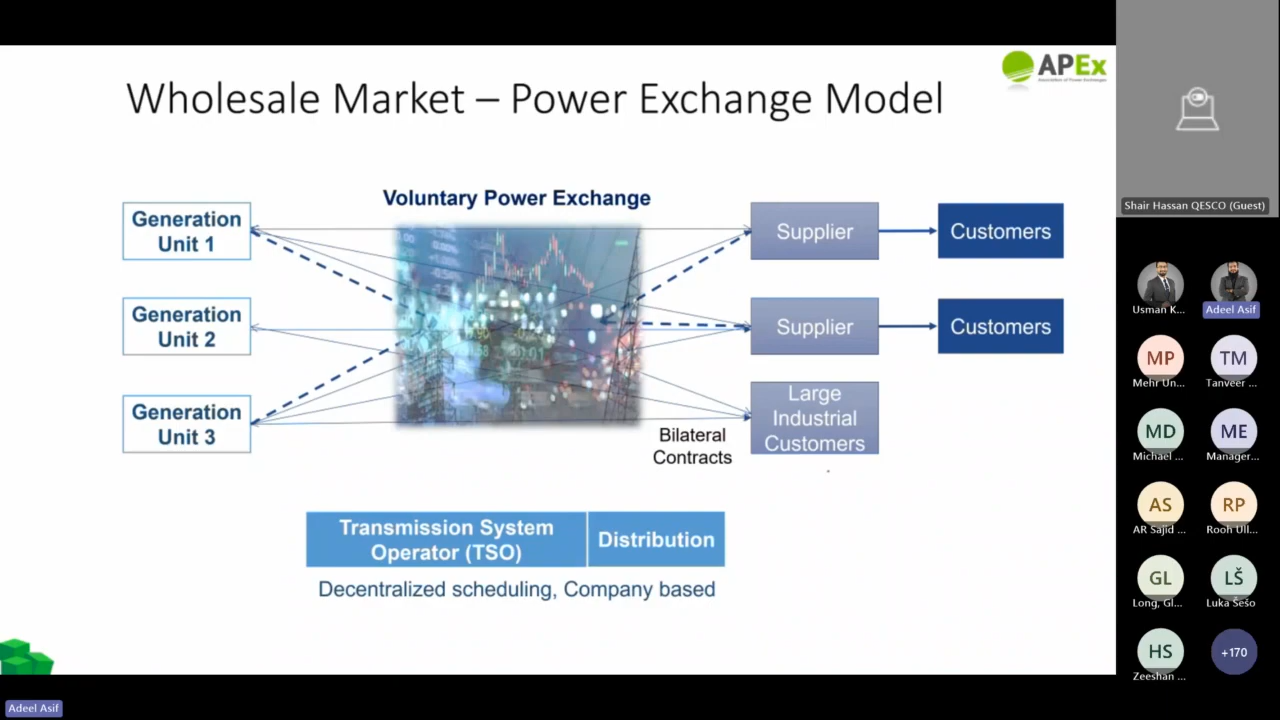 APEx
Association of Power Exchanges
Wholesale Market – Power Exchange Model
Voluntary Power Exchange
Generation
Unit 1
Supplier
Customers
Generation
Unit 2
Supplier
Customers
Generation
Unit 3
Large
Industrial
Customers
Bilateral
Contracts
Transmission System
Operator (TSO)
Distribution
Decentralized scheduling, Company based
Adeel Asif
Shair Hassan QESCO (Guest)
Usman K...
Adeel Asif
MP
TM
Mehr Un...
Tanveer ...
MD
ME
Michael ...
Manager...
AS
RP
AR Sajid ...
Rooh Ull...
GL
LŠ
Long, Gl...
Luka Šešo
HS
+170
Zeeshan ...